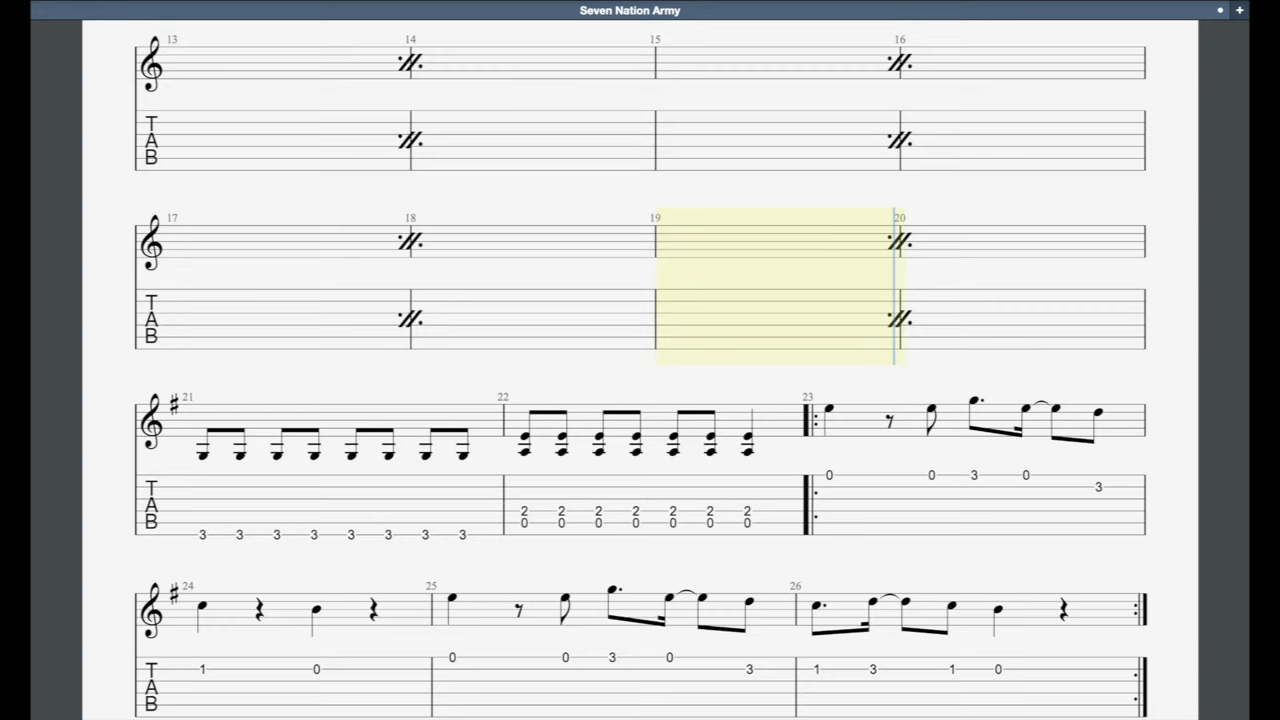 Seven Nation Army
13 14 15 16
T
A
B
17 18 19 20
T
A
B
21 22 23
T 0 0 3 0
3
A 2 2 2 2 2 2 2
B 0 0 0 0 0 0 0
3 3 3 3 3 3 3 3
24 25 26
0 0 3 0
T 1 0 3 1 3 1 0
A
B